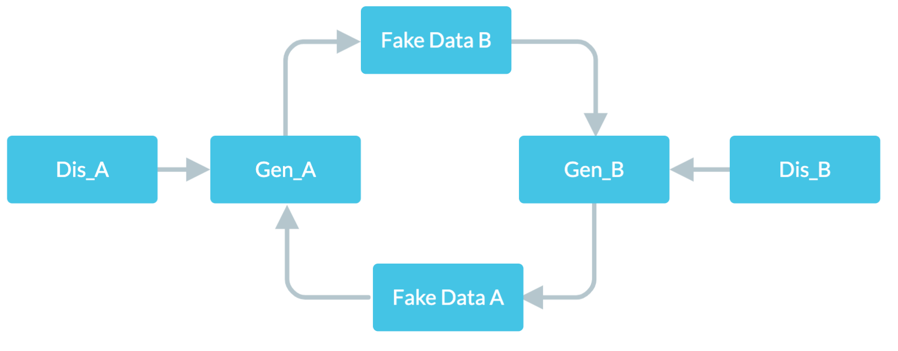 Fake Data B
Dis_A
Gen_A
Gen_B
Dis_B
Fake Data A